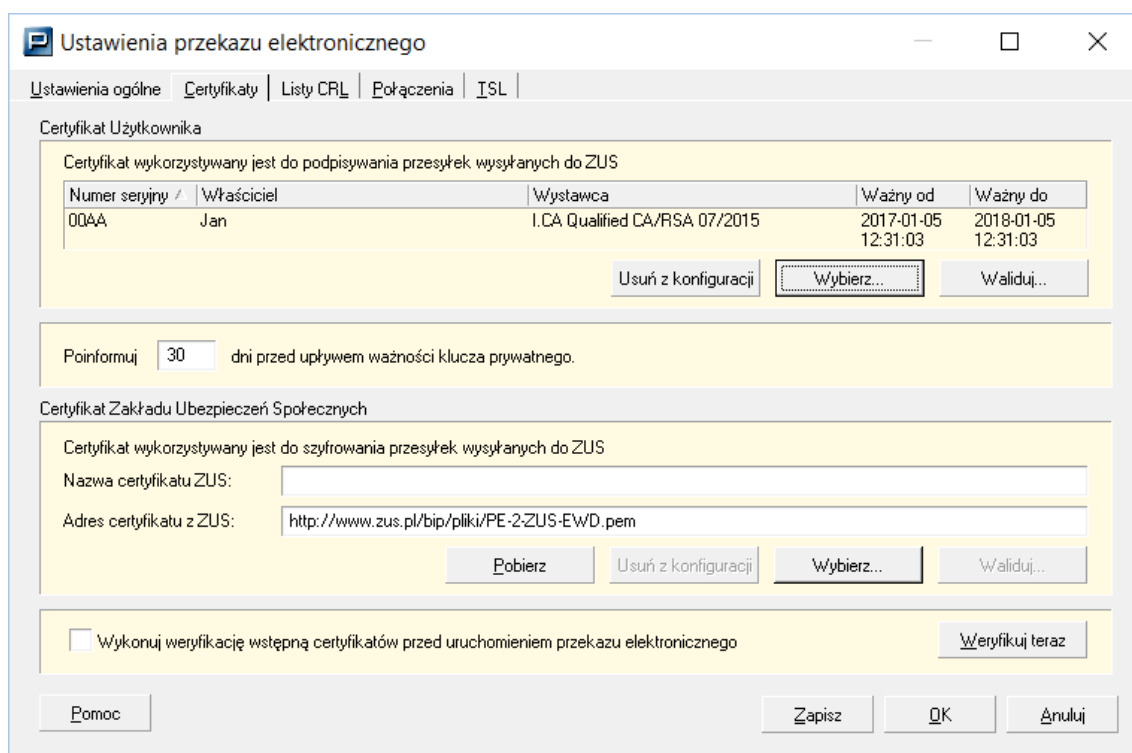 Ustawienia przekazu elektronicznego
Ustawienia ogólne Certyfikaty Listy CRL Połączenia TSL
Certyfikat Użytkownika
Certyfikat wykorzystywany jest do podpisywania przesyłek wysyłanych do ZUS
Numer seryjny Właściciel Wystawca Ważny od Ważny do
00AA Jan I.CA Qualified CA/RSA 07/2015 2017-01-05 2018-01-05
12:31:03 12:31:03
Usuń z konfiguracji Wybierz... Waliduj...
Poinformuj 30 dni przed upływem ważności klucza prywatnego.
Certyfikat Zakładu Ubezpieczeń Społecznych
Certyfikat wykorzystywany jest do szyfrowania przesyłek wysyłanych do ZUS
Nazwa certyfikatu ZUS:
Adres certyfikatu z ZUS: http://www.zus.pl/bip/pliki/PE-2-ZUS-EWD.pem
Pobierz Usuń z konfiguracji Wybierz... Waliduj...
Wykonuj weryfikację wstępną certyfikatów przed uruchomieniem przekazu elektronicznego Weryfikuj teraz
Pomoc Zapisz OK Anuluj